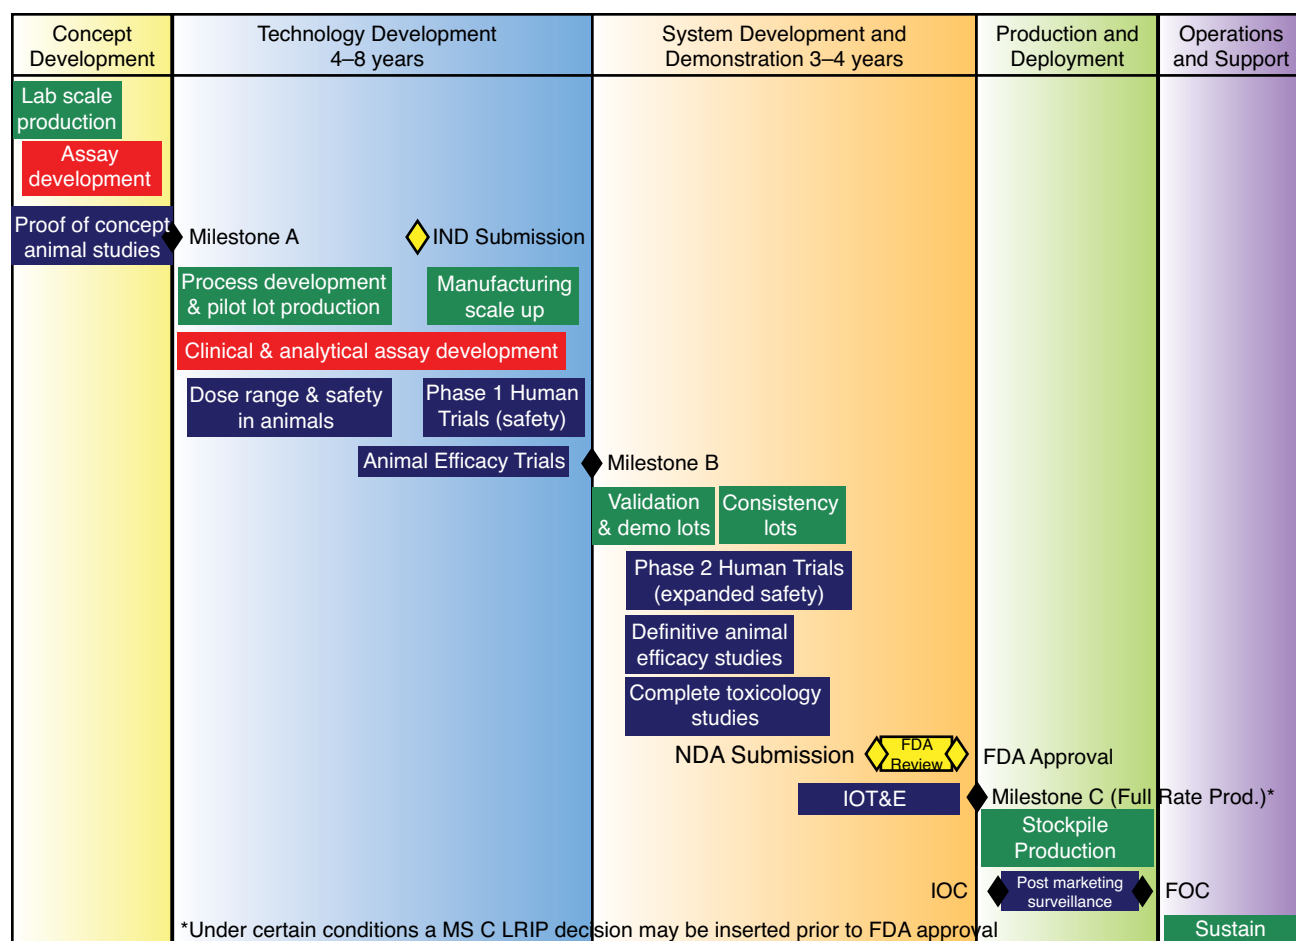 Concept
Development
Technology Development
4–8 years
System Development and
Demonstration 3–4 years
Production and
Deployment
Operations
and Support
Lab scale
production
Assay
development
Proof of concept
animal studies
Milestone A
IND Submission
Process development
& pilot lot production
Manufacturing
scale up
Clinical & analytical assay development
Dose range & safety
in animals
Phase 1 Human
Trials (safety)
Animal Efficacy Trials
Milestone B
Validation
& demo lots
Consistency
lots
Phase 2 Human Trials
(expanded safety)
Definitive animal
efficacy studies
Complete toxicology
studies
NDA Submission
FDA
Review
FDA Approval
IOT&E
Milestone C (Full Rate Prod.)*
Stockpile
Production
IOC
Post marketing
surveillance
FOC
*Under certain conditions a MS C LRIP decision may be inserted prior to FDA approval
Sustain